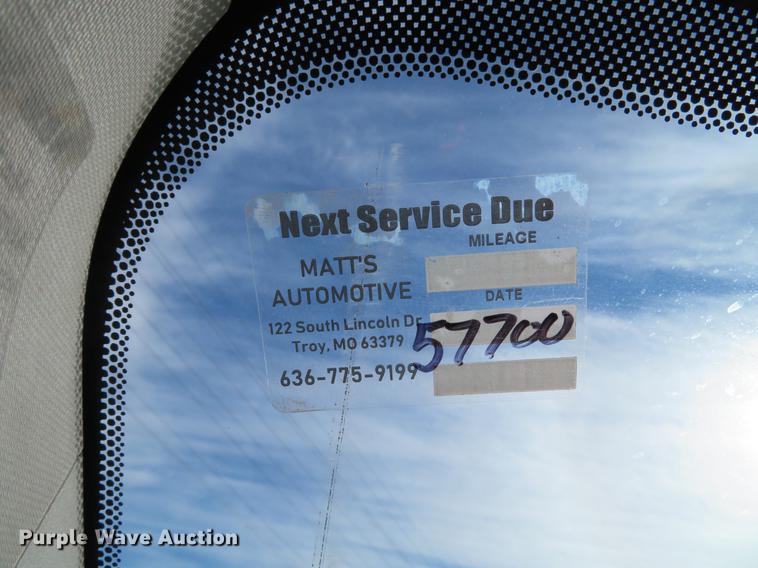 Next Service Due
MILEAGE
MATT'S
AUTOMOTIVE
DATE
122 South Lincoln Dr
Troy, MO 63379
57700
636-775-9199
Purple Wave Auction